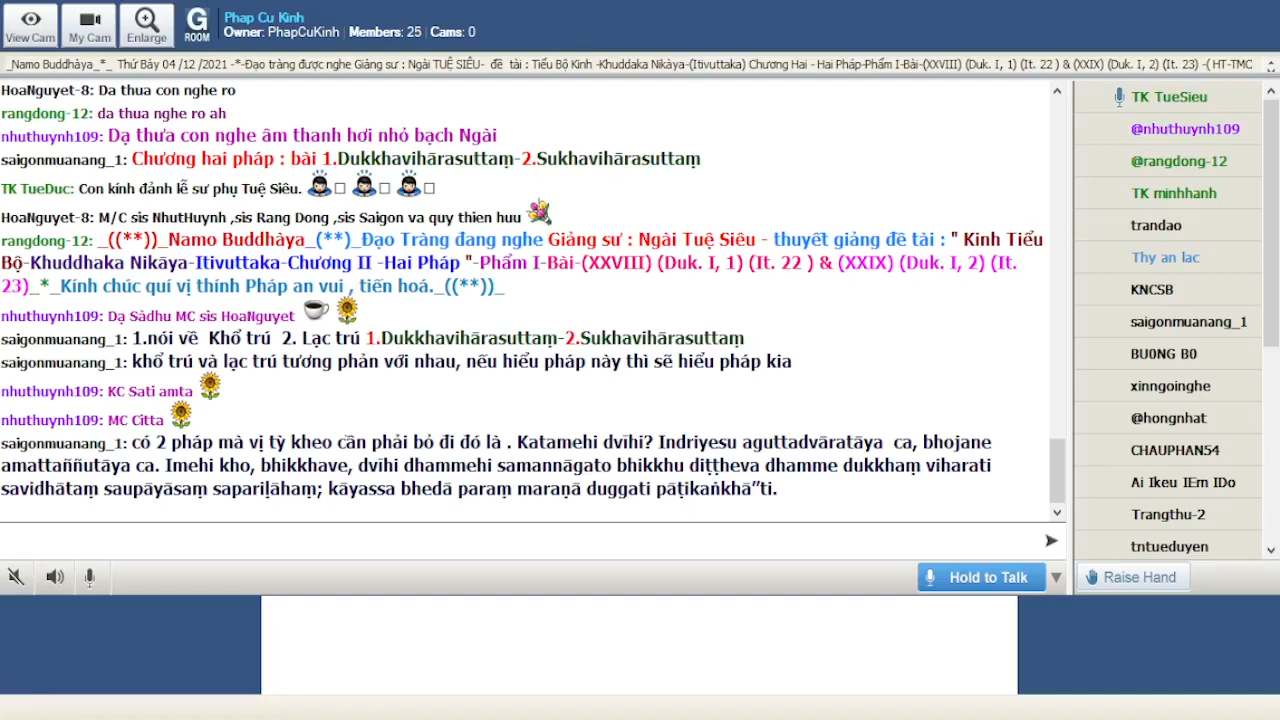 View Cam
My Cam
Enlarge
G
ROOM
Phap Cu Kinh
Owner: PhapCuKinh | Members: 25 | Cams: 0
_Namo Buddhàya_*_ Thứ Bảy 04 /12 /2021 -*-Đạo tràng được nghe Giảng sư : Ngài TUỆ SIÊU- đề tài : Tiểu Bộ Kinh -Khuddaka Nikàya-(Itivuttaka) Chương Hai - Hai Pháp-Phẩm I-Bài-(XXVIII) (Duk. I, 1) (It. 22 ) & (XXIX) (Duk. I, 2) (It. 23) -( HT-TMC
HoaNguyet-8: Da thua con nghe ro
rangdong-12: da thua nghe ro ah
nhuthuynh109: Dạ thưa con nghe âm thanh hơi nhỏ bạch Ngài
saigonmuanang_1: Chương hai pháp : bài 1.Dukkhavihārasuttaṃ-2.Sukhavihārasuttaṃ
TK TueDuc: Con kính đảnh lễ sư phụ Tuệ Siêu.
HoaNguyet-8: M/C sis NhutHuynh ,sis Rang Dong ,sis Saigon va quy thien huu
rangdong-12: _((**))_Namo Buddhàya_(**)_Đạo Tràng đang nghe Giảng sư : Ngài Tuệ Siêu - thuyết giảng đề tài : " Kinh Tiểu
Bộ-Khuddhaka Nikāya-Itivuttaka-Chương II -Hai Pháp "-Phẩm I-Bài-(XXVIII) (Duk. I, 1) (It. 22 ) & (XXIX) (Duk. I, 2) (It.
23)_*_Kính chúc quí vị thính Pháp an vui , tiến hoá._((**))_
nhuthuynh109: Dạ Sàdhu MC sis HoaNguyet
saigonmuanang_1: 1.nói về Khổ trú 2. Lạc trú 1.Dukkhavihārasuttaṃ-2.Sukhavihārasuttaṃ
saigonmuanang_1: khổ trú và lạc trú tương phản với nhau, nếu hiểu pháp này thì sẽ hiểu pháp kia
nhuthuynh109: KC Sati amta
nhuthuynh109: MC Citta
saigonmuanang_1: có 2 pháp mà vị tỳ kheo cần phải bỏ đi đó là . Katamehi dvīhi? Indriyesu aguttadvāratāya ca, bhojane
amattaññutāya ca. Imehi kho, bhikkhave, dvīhi dhammehi samannāgato bhikkhu diṭṭheva dhamme dukkhaṃ viharati
savidhātaṃ saupāyāsaṃ sapariḷāhaṃ; kāyassa bhedā paraṃ maraṇā duggati pāṭikaṅkhā”ti.
Hold to Talk
TK TueSieu
@nhuthuynh109
@rangdong-12
TK minhhanh
trandao
Thy an lac
KNCSB
saigonmuanang_1
BU0NG B0
xinngoinghe
@hongnhat
CHAUPHAN54
Ai Ikeu IEm IDo
Trangthu-2
tntueduyen
Raise Hand